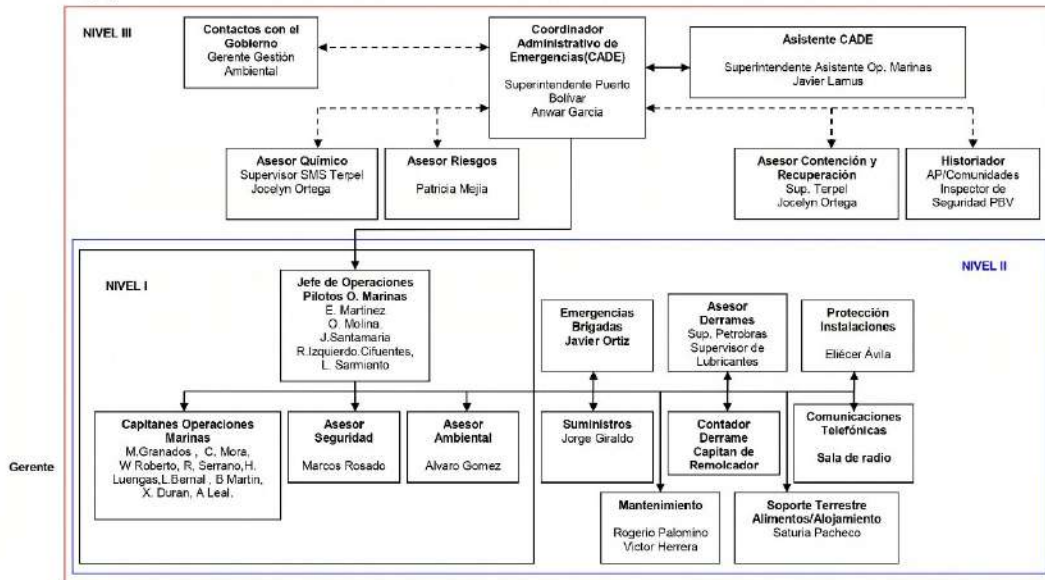 NIVEL III
Contactos con el
Gobierno
Gerente Gestión
Ambiental
Coordinador
Administrativo de
Emergencias(CADE)
Superintendente Puerto
Bolívar
Anwar García
Asistente CADE
Superintendente Asistente Op. Marinas
Javier Lamus
Asesor Químico
Supervisor SMS Terpel
Jocelyn Ortega
Asesor Riesgos
Patricia Mejía
Asesor Contención y
Recuperación
Sup. Terpel
Jocelyn Ortega
Historiador
AP/Comunidades
Inspector de
Seguridad PBV
NIVEL II
NIVEL I
Jefe de Operaciones
Pilotos O. Marinas
E. Martinez
O. Molina,
J.Santamaria
R.Izquierdo.Cifuentes,
L. Sarmiento
Emergencias
Brigadas
Javier Ortiz
Asesor
Derrames
Sup. Petrobras
Supervisor de
Lubricantes
Protección
Instalaciones
Eliécer Ávila
Capitanes Operaciones
Marinas
M.Granados , C. Mora,
W Roberto, R, Serrano,H.
Luengas,L.Bernal , B Martin,
X. Duran, A Leal.
Asesor
Seguridad
Marcos Rosado
Asesor
Ambiental
Alvaro Gomez
Suministros
Jorge Giraldo
Contador
Derrame
Capitan de
Remolcador
Comunicaciones
Telefónicas
Sala de radio
Gerente
Mantenimiento
Rogerio Palomino
Victor Herrera
Soporte Terrestre
Alimentos/Alojamiento
Saturia Pacheco